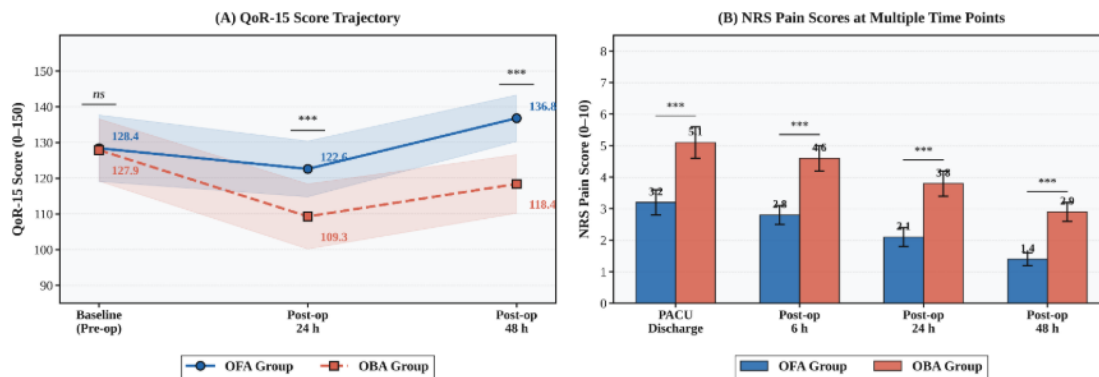 (A) QoR-15 Score Trajectory
QoR-15 Score (0–150)
150
140
130
120
110
100
90
ns
***
***
128.4
127.9
122.6
109.3
136.8
118.4
Baseline
(Pre-op)
Post-op
24 h
Post-op
48 h
OFA Group
OBA Group
(B) NRS Pain Scores at Multiple Time Points
NRS Pain Score (0–10)
8
7
6
5
4
3
2
1
0
***
***
***
***
3.2
5.1
2.8
4.6
2.1
3.8
1.4
2.9
PACU
Discharge
Post-op
6 h
Post-op
24 h
Post-op
48 h
OFA Group
OBA Group